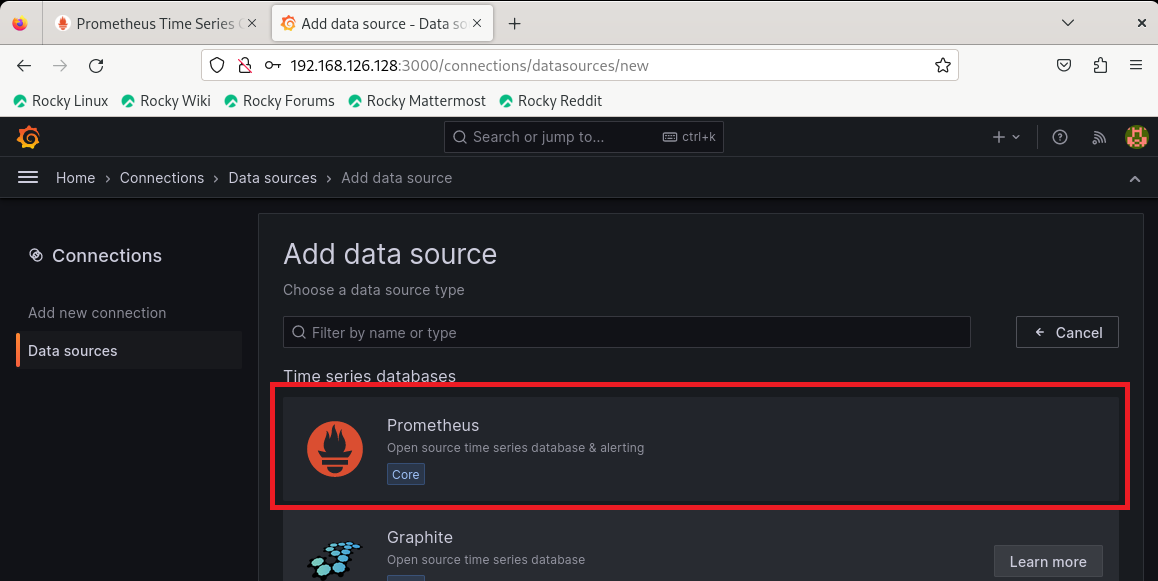 Prometheus Time Series
Add data source - Data so
192.168.126.128:3000/connections/datasources/new
Rocky Linux Rocky Wiki Rocky Forums Rocky Mattermost Rocky Reddit
Search or jump to... ctrl+k
Home › Connections › Data sources › Add data source
Connections
Add new connection
Data sources
Add data source
Choose a data source type
Filter by name or type
Cancel
Time series databases
Prometheus
Open source time series database & alerting
Core
Graphite
Open source time series database
Learn more